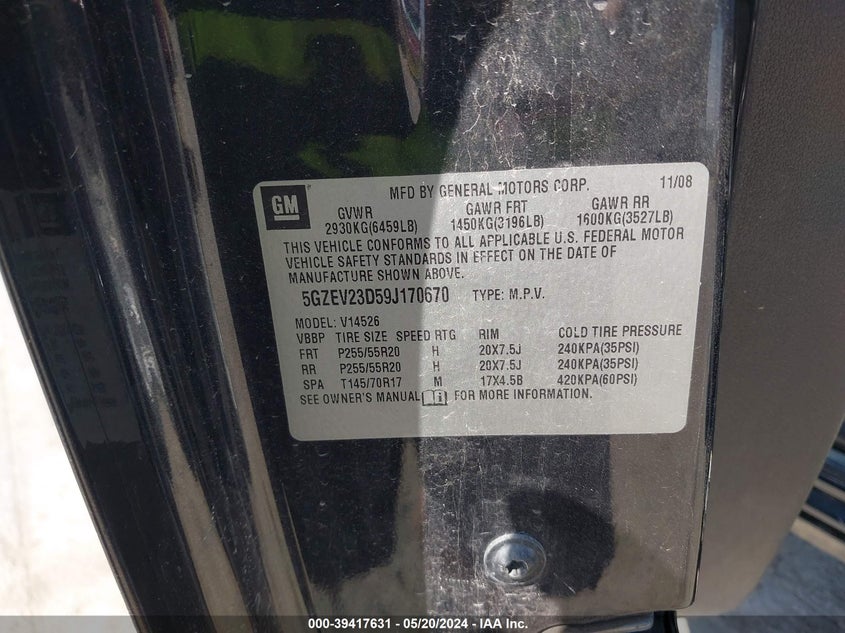 GM
MFD BY GENERAL MOTORS CORP. 11/08
GVWR GAWR FRT GAWR RR
2930KG(6459LB) 1450KG(3196LB) 1600KG(3527LB)
THIS VEHICLE CONFORMS TO ALL APPLICABLE U.S. FEDERAL MOTOR
VEHICLE SAFETY STANDARDS IN EFFECT ON THE DATE OF
MANUFACTURE SHOWN ABOVE.
5GZEV23D59J170670 TYPE: M.P.V.
MODEL: V14526
VBBP TIRE SIZE SPEED RTG RIM COLD TIRE PRESSURE
FRT P255/55R20 H 20X7.5J 240KPA(35PSI)
RR P255/55R20 H 20X7.5J 240KPA(35PSI)
SPA T145/70R17 M 17X4.5B 420KPA(60PSI)
SEE OWNER'S MANUAL FOR MORE INFORMATION.
000-39417631 - 05/20/2024 - IAA Inc.